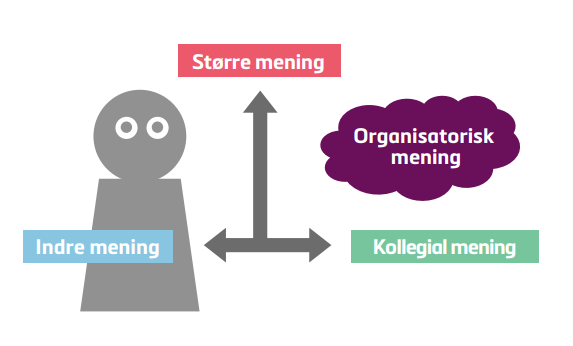 Større mening
Organisatorisk
mening
Indre mening
Kollegial mening